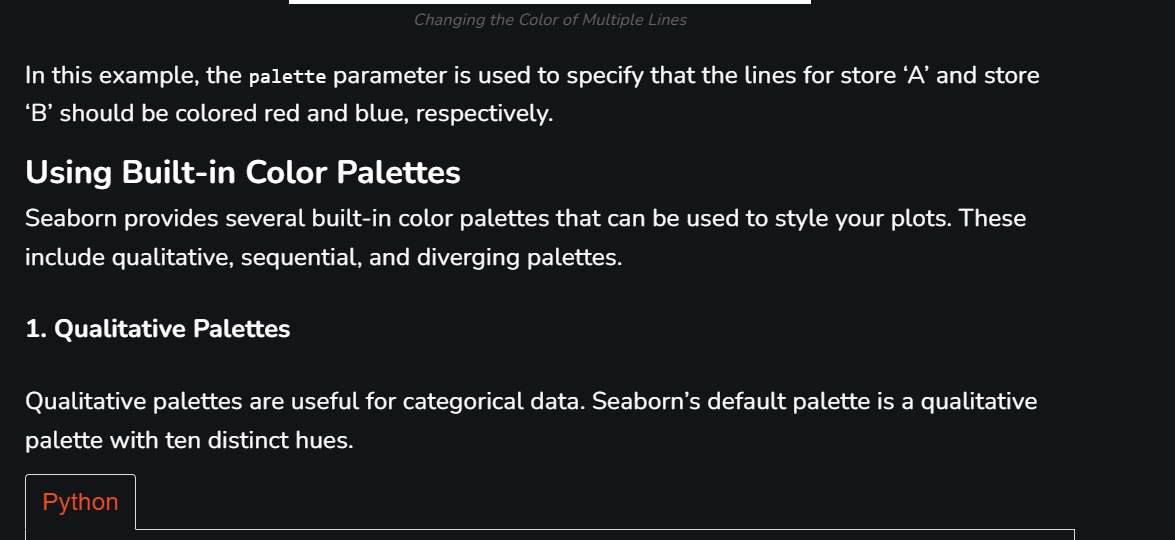 Changing the Color of Multiple Lines
In this example, the palette parameter is used to specify that the lines for store ‘A’ and store
‘B’ should be colored red and blue, respectively.
Using Built-in Color Palettes
Seaborn provides several built-in color palettes that can be used to style your plots. These
include qualitative, sequential, and diverging palettes.
1. Qualitative Palettes
Qualitative palettes are useful for categorical data. Seaborn’s default palette is a qualitative
palette with ten distinct hues.
Python